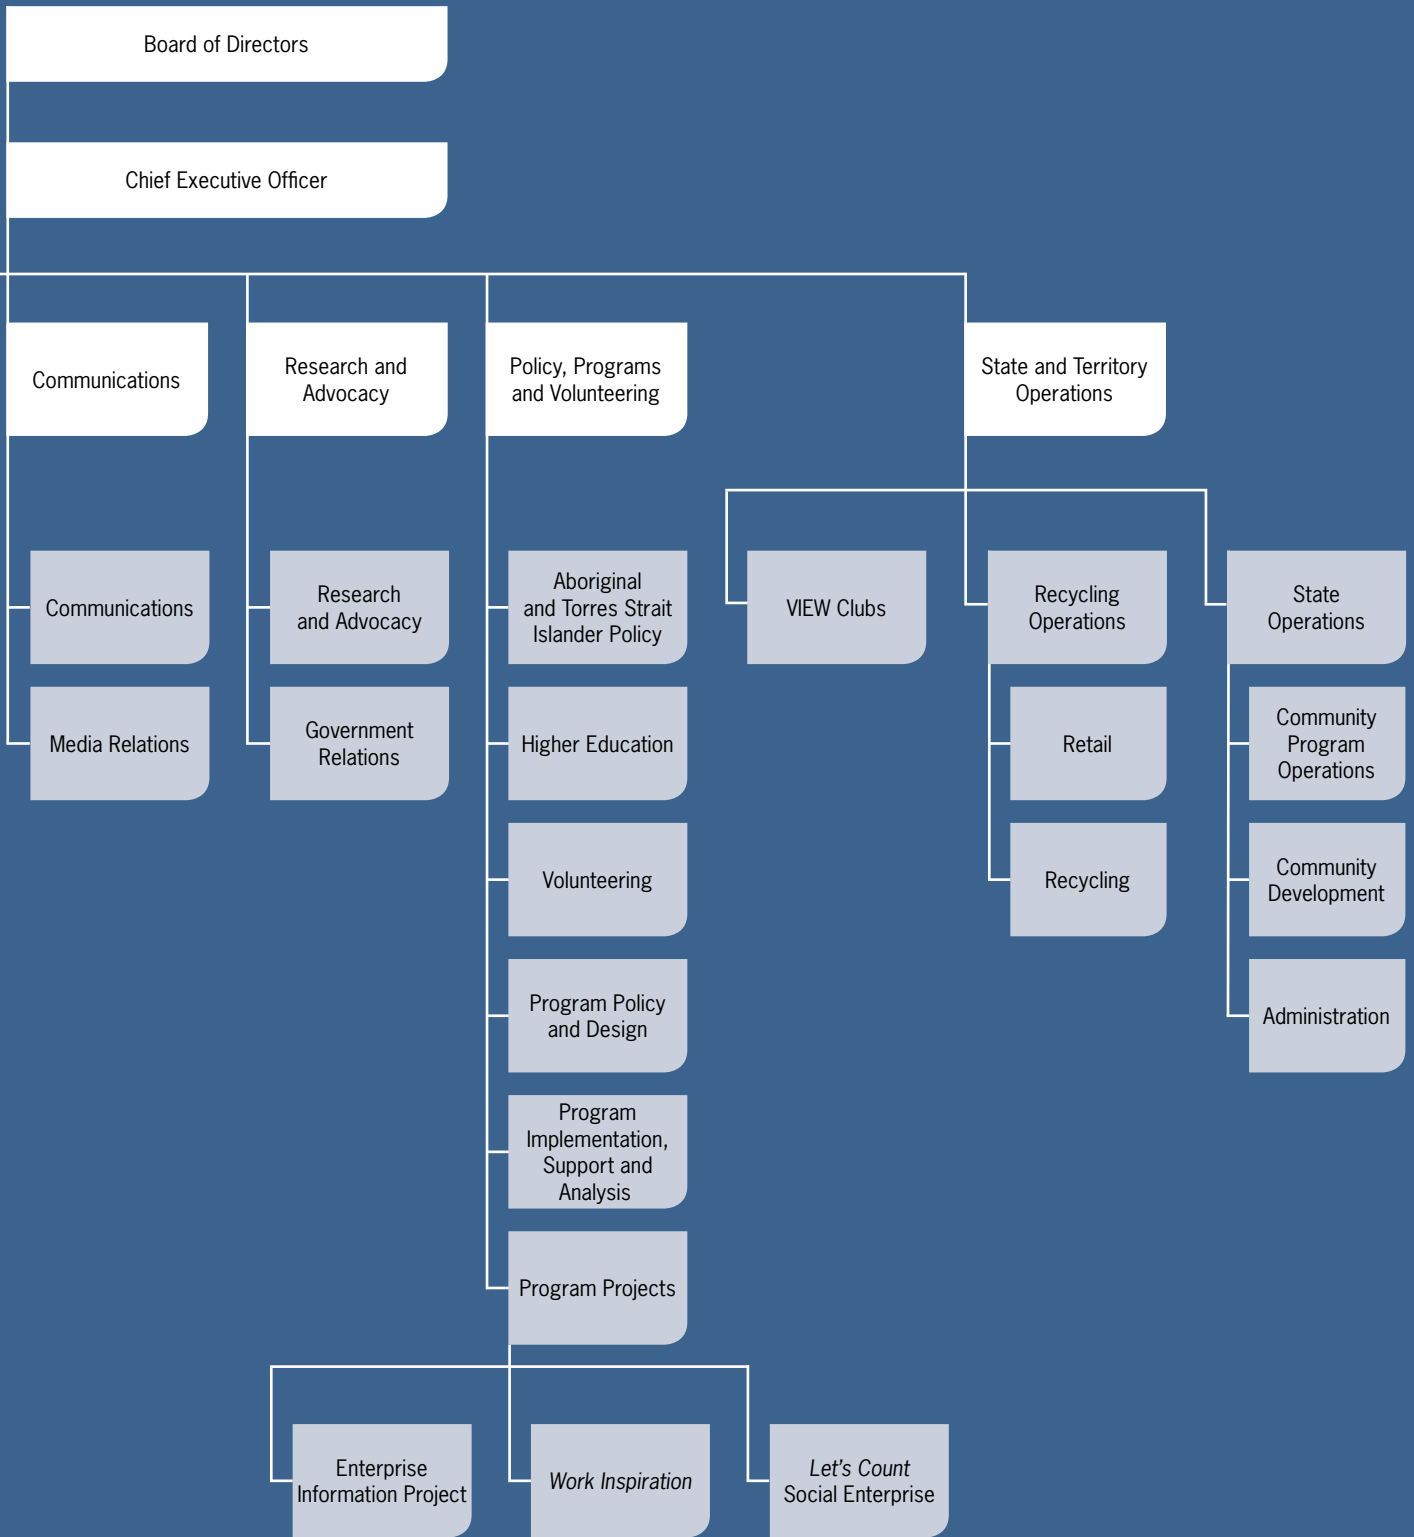 Board of Directors
Chief Executive Officer
Communications
Research and
Advocacy
Policy, Programs
and Volunteering
State and Territory
Operations
Communications
Media Relations
Research
and Advocacy
Government
Relations
Aboriginal
and Torres Strait
Islander Policy
Higher Education
Volunteering
Program Policy
and Design
Program
Implementation,
Support and
Analysis
Program Projects
Enterprise
Information Project
Work Inspiration
Let's Count
Social Enterprise
VIEW Clubs
Recycling
Operations
Retail
Recycling
State
Operations
Community
Program
Operations
Community
Development
Administration